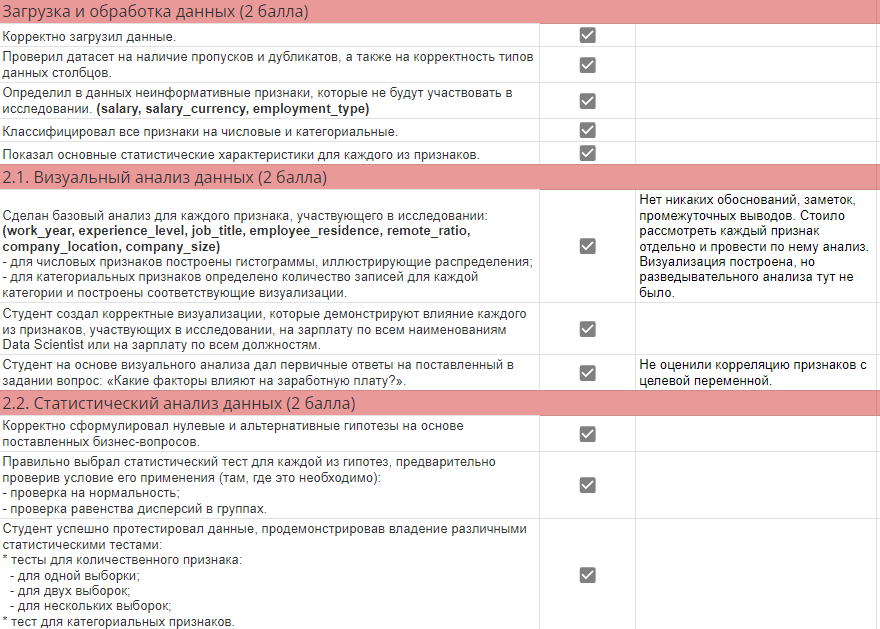 Загрузка и обработка данных (2 балла)
Корректно загрузил данные.
Проверил датасет на наличие пропусков и дубликатов, а также на корректность типов
данных столбцов.
Определил в данных неинформативные признаки, которые не будут участвовать в
исследовании. (salary, salary_currency, employment_type)
Классифицировал все признаки на числовые и категориальные.
Показал основные статистические характеристики для каждого из признаков.
2.1. Визуальный анализ данных (2 балла)
Сделан базовый анализ для каждого признака, участвующего в исследовании:
(work_year, experience_level, job_title, employee_residence, remote_ratio,
company_location, company_size)
- для числовых признаков построены гистограммы, иллюстрирующие распределения;
- для категориальных признаков определено количество записей для каждой
категории и построены соответствующие визуализации.
Нет никаких обоснований, заметок,
промежуточных выводов. Стоило
рассмотреть каждый признак
отдельно и провести по нему анализ.
Визуализация построена, но
разведывательного анализа тут не
было.
Студент создал корректные визуализации, которые демонстрируют влияние каждого
из признаков, участвующих в исследовании, на зарплату по всем наименованиям
Data Scientist или на зарплату по всем должностям.
Студент на основе визуального анализа дал первичные ответы на поставленный в
задании вопрос: «Какие факторы влияют на заработную плату?».
Не оценили корреляцию признаков с
целевой переменной.
2.2. Статистический анализ данных (2 балла)
Корректно сформулировал нулевые и альтернативные гипотезы на основе
поставленных бизнес-вопросов.
Правильно выбрал статистический тест для каждой из гипотез, предварительно
проверив условие его применения (там, где это необходимо):
- проверка на нормальность;
- проверка равенства дисперсий в группах.
Студент успешно протестировал данные, продемонстрировав владение различными
статистическими тестами:
* тесты для количественного признака:
- для одной выборки;
- для двух выборок;
- для нескольких выборок;
* тест для категориальных признаков.